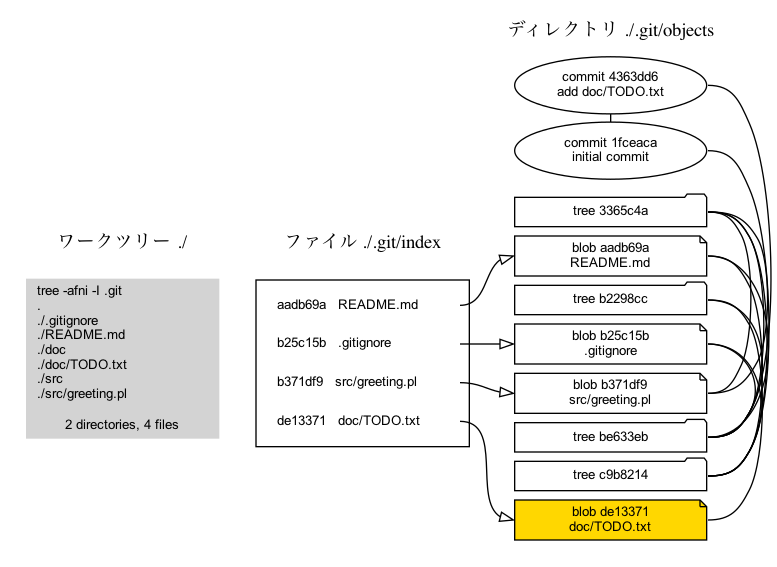 ディレクトリ ./.git/objects
commit 4363dd6
add doc/TODO.txt
commit 1fceaca
initial commit
tree 3365c4a
blob aadb69a
README.md
tree b2298cc
blob b25c15b
.gitignore
blob b371df9
src/greeting.pl
tree be633eb
tree c9b8214
blob de13371
doc/TODO.txt
ワークツリー ./
tree -afni -I .git
.
./.gitignore
./README.md
./doc
./doc/TODO.txt
./src
./src/greeting.pl
2 directories, 4 files
ファイル ./.git/index
aadb69a README.md
b25c15b .gitignore
b371df9 src/greeting.pl
de13371 doc/TODO.txt